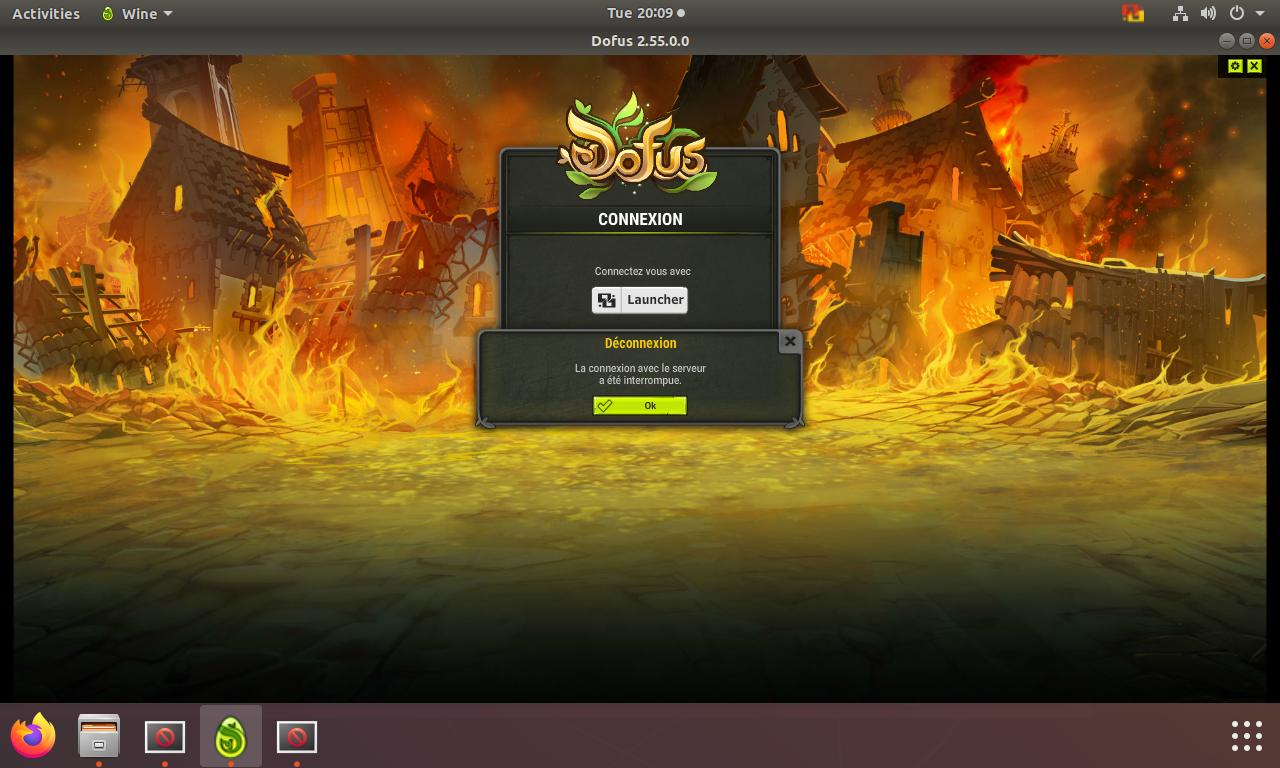 Activities
Wine
Tue 20:09
Dofus 2.55.0.0
DOFUS
CONNEXION
Connectez vous avec
Launcher
Déconnexion
La connexion avec le serveur
a été interrompue.
Ok